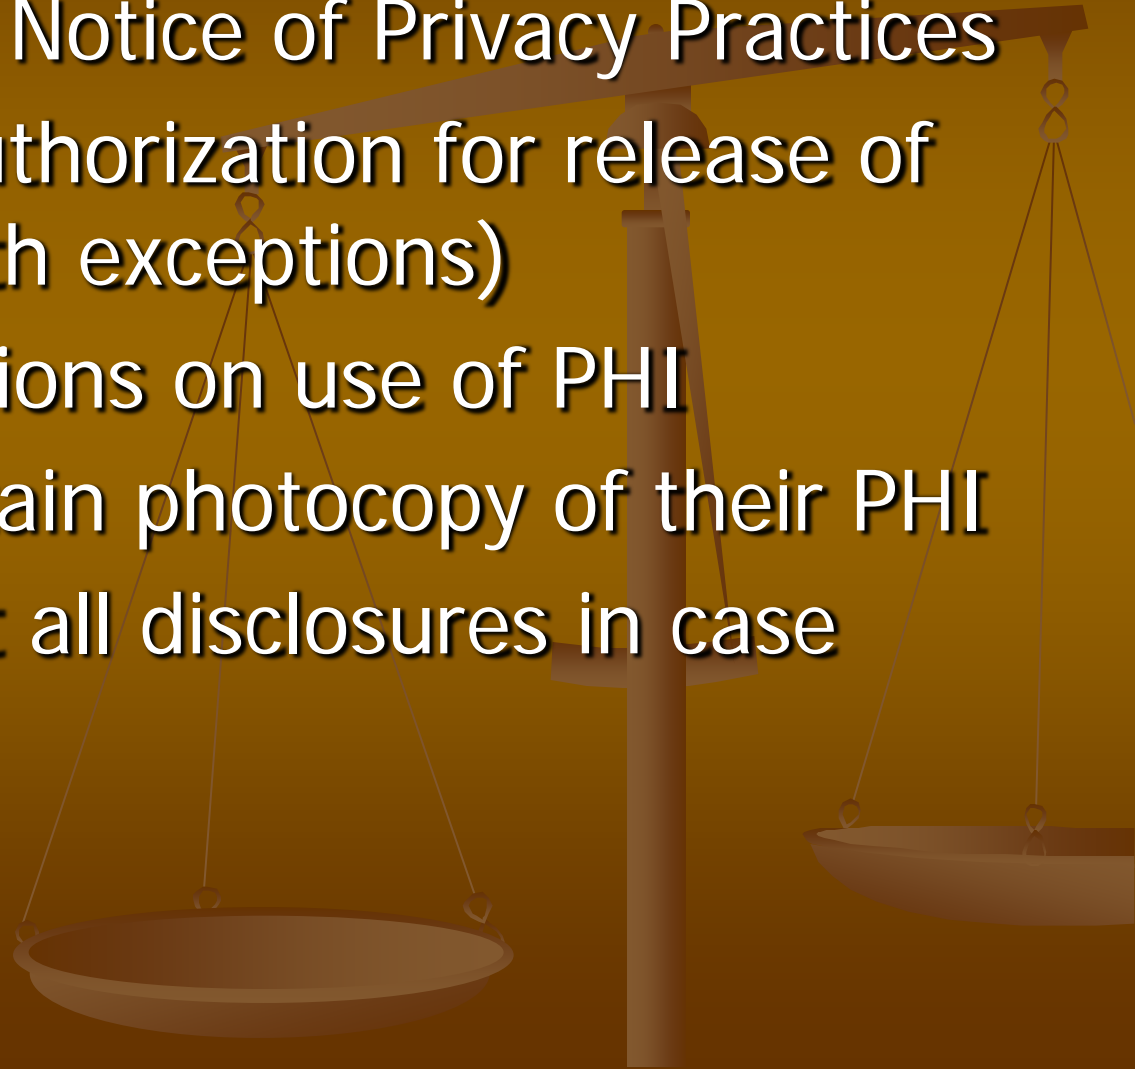 Notice of Privacy Practices
uthorization for release of
th exceptions)
ions on use of PHI
ain photocopy of their PHI
all disclosures in case